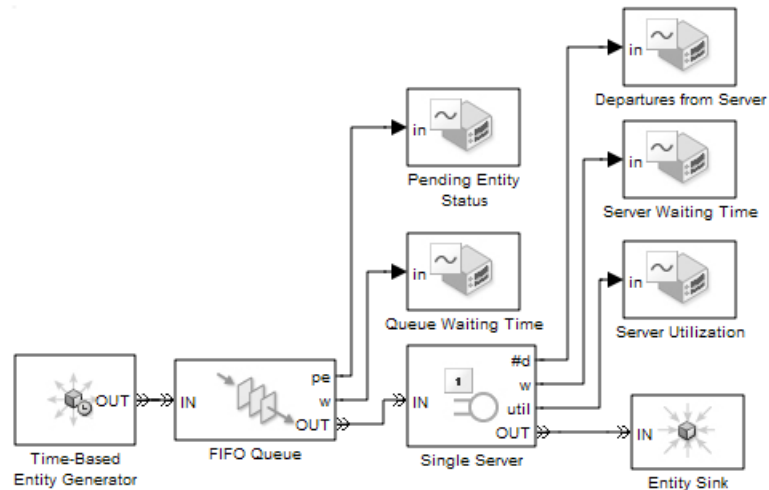 in
Departures from Server
in
Pending Entity
Status
in
Server Waiting Time
in
Queue Waiting Time
in
Server Utilization
OUT
Time-Based
Entity Generator
IN
pe
w
OUT
FIFO Queue
IN
1
#d
w
util
OUT
Single Server
IN
Entity Sink